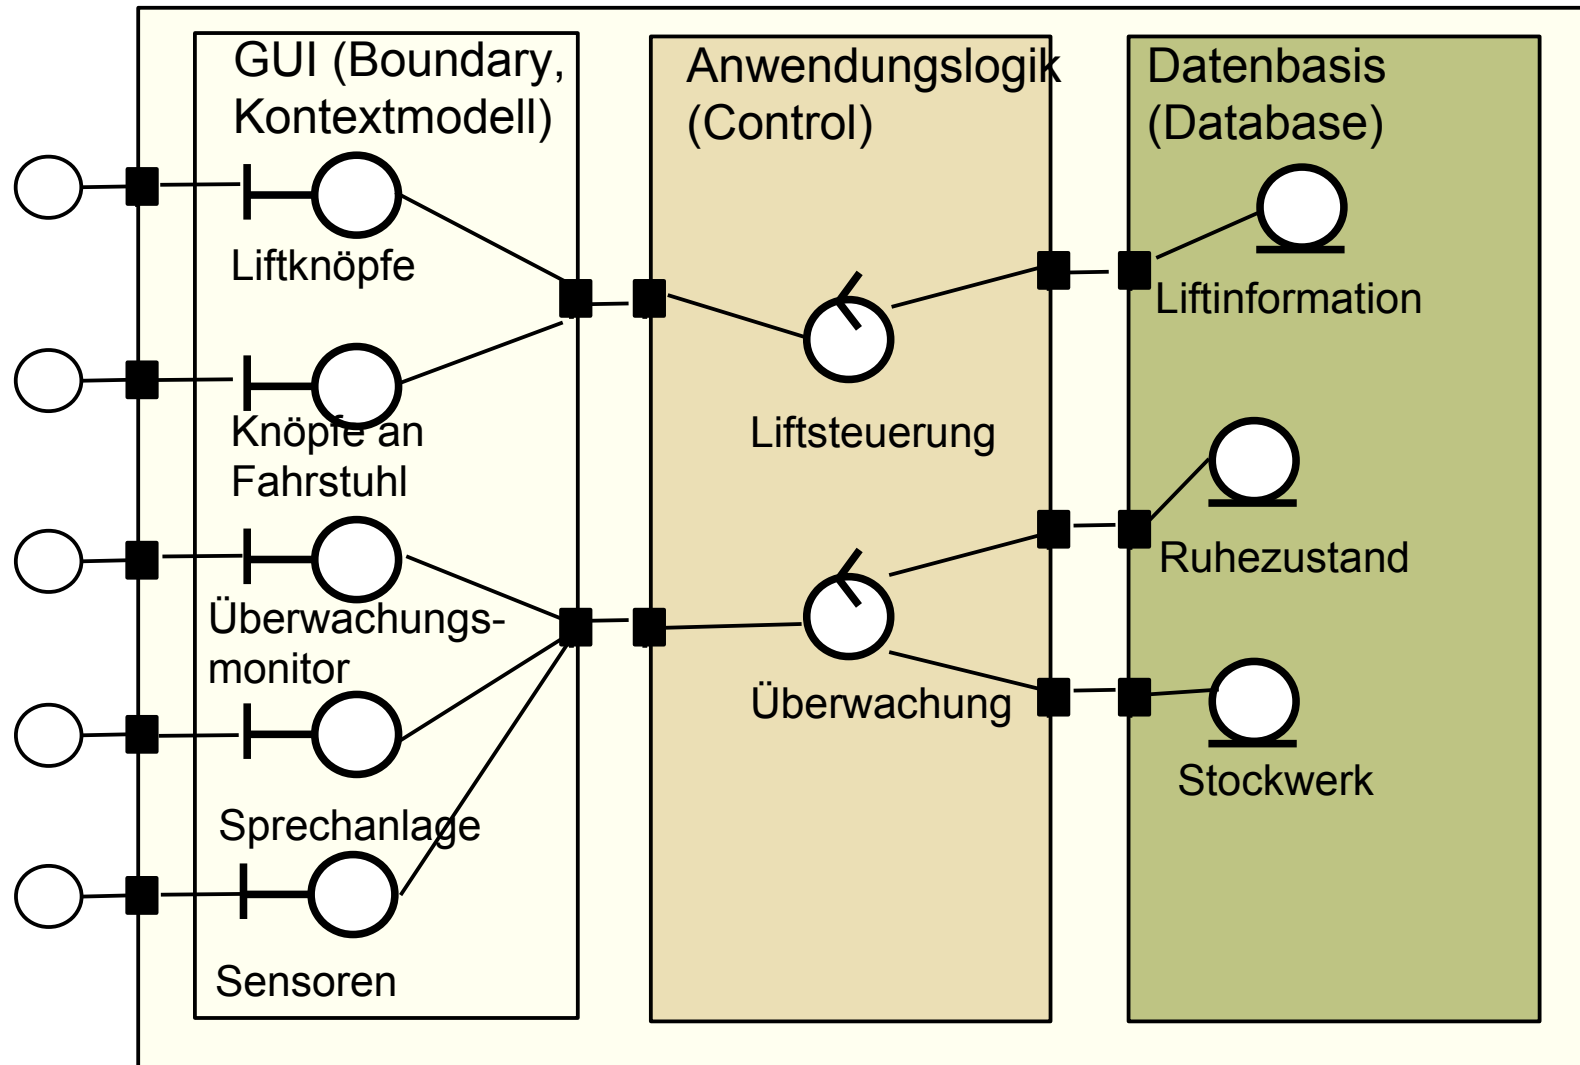 GUI (Boundary,
Kontextmodell)
Liftknöpfe
Knöpfe an
Fahrstuhl
Überwachungs-
monitor
Sprechanlage
Sensoren
Anwendungslogik
(Control)
Liftsteuerung
Überwachung
Datenbasis
(Database)
Liftinformation
Ruhezustand
Stockwerk